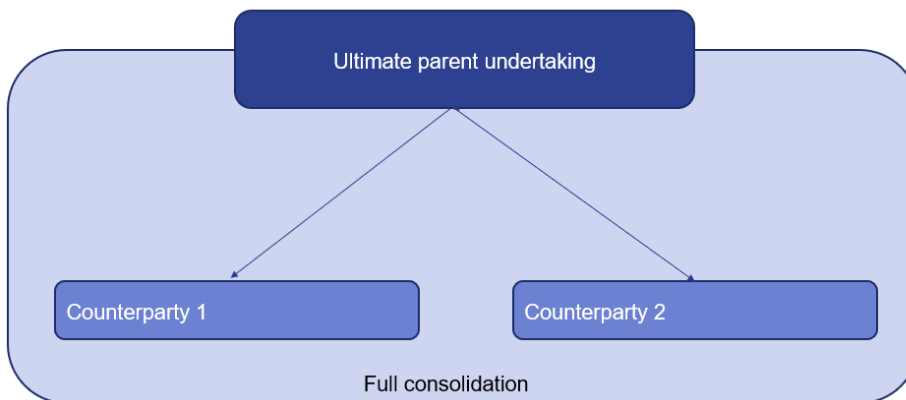 Ultimate parent undertaking
Counterparty 1
Counterparty 2
Full consolidation